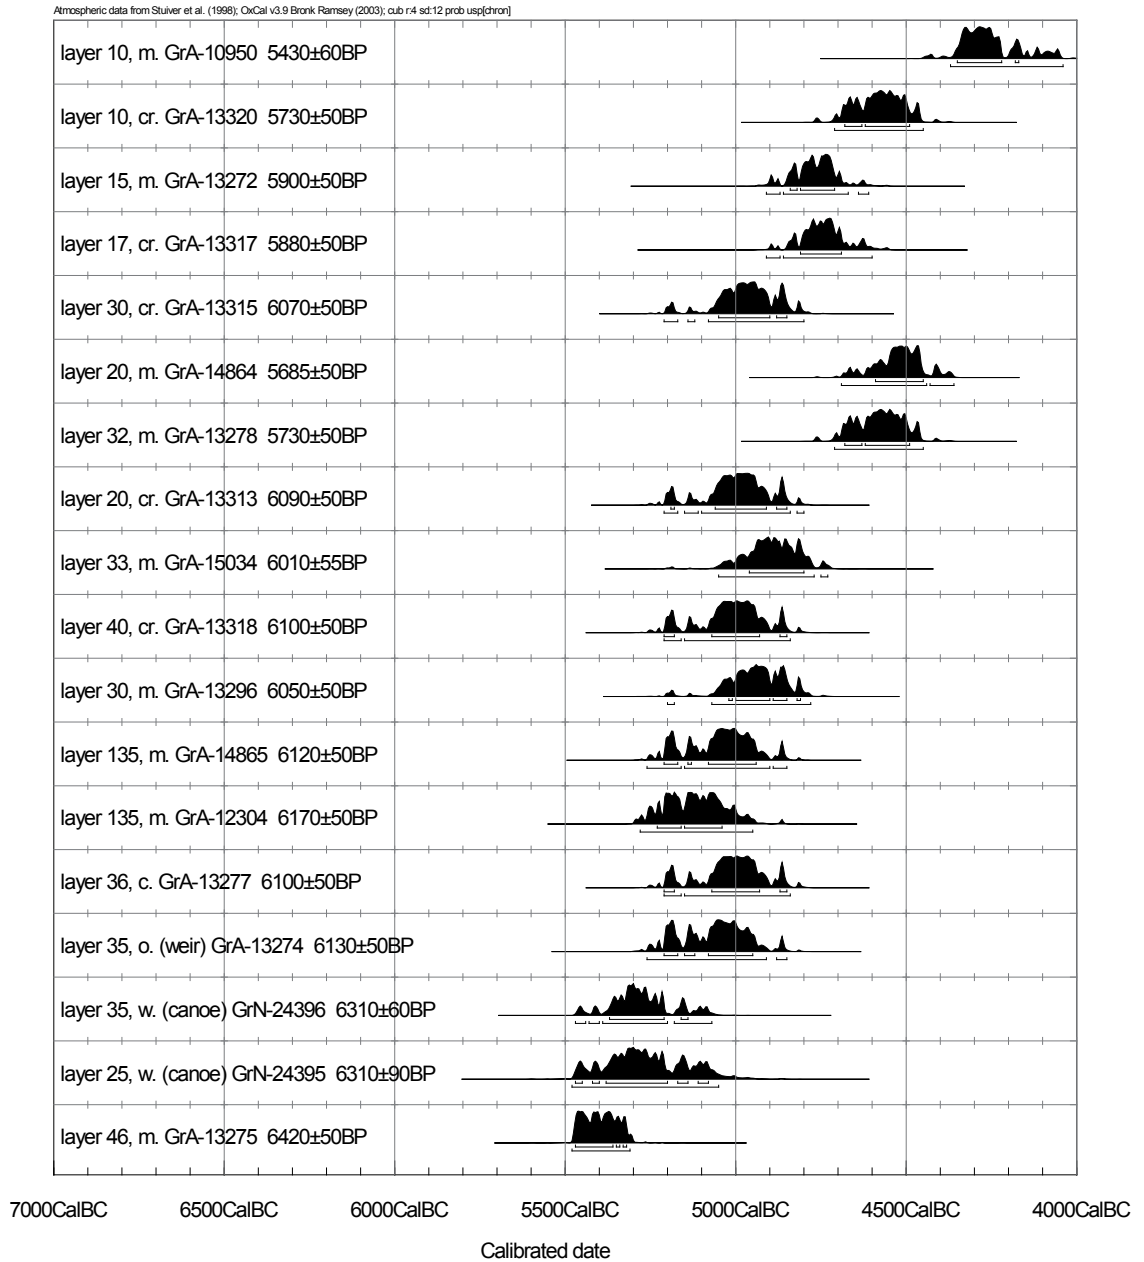 Atmospheric data from Stuiver et al. (1998); OxCal v3.9 Bronk Ramsey (2003); cub r:4 sd:12 prob usp[chron]
layer 10, m. GrA-10950 5430±60BP
layer 10, cr. GrA-13320 5730±50BP
layer 15, m. GrA-13272 5900±50BP
layer 17, cr. GrA-13317 5880±50BP
layer 30, cr. GrA-13315 6070±50BP
layer 20, m. GrA-14864 5685±50BP
layer 32, m. GrA-13278 5730±50BP
layer 20, cr. GrA-13313 6090±50BP
layer 33, m. GrA-15034 6010±55BP
layer 40, cr. GrA-13318 6100±50BP
layer 30, m. GrA-13296 6050±50BP
layer 135, m. GrA-14865 6120±50BP
layer 135, m. GrA-12304 6170±50BP
layer 36, c. GrA-13277 6100±50BP
layer 35, o. (weir) GrA-13274 6130±50BP
layer 35, w. (canoe) GrN-24396 6310±60BP
layer 25, w. (canoe) GrN-24395 6310±90BP
layer 46, m. GrA-13275 6420±50BP
7000CalBC 6500CalBC 6000CalBC 5500CalBC 5000CalBC 4500CalBC 4000CalBC
Calibrated date